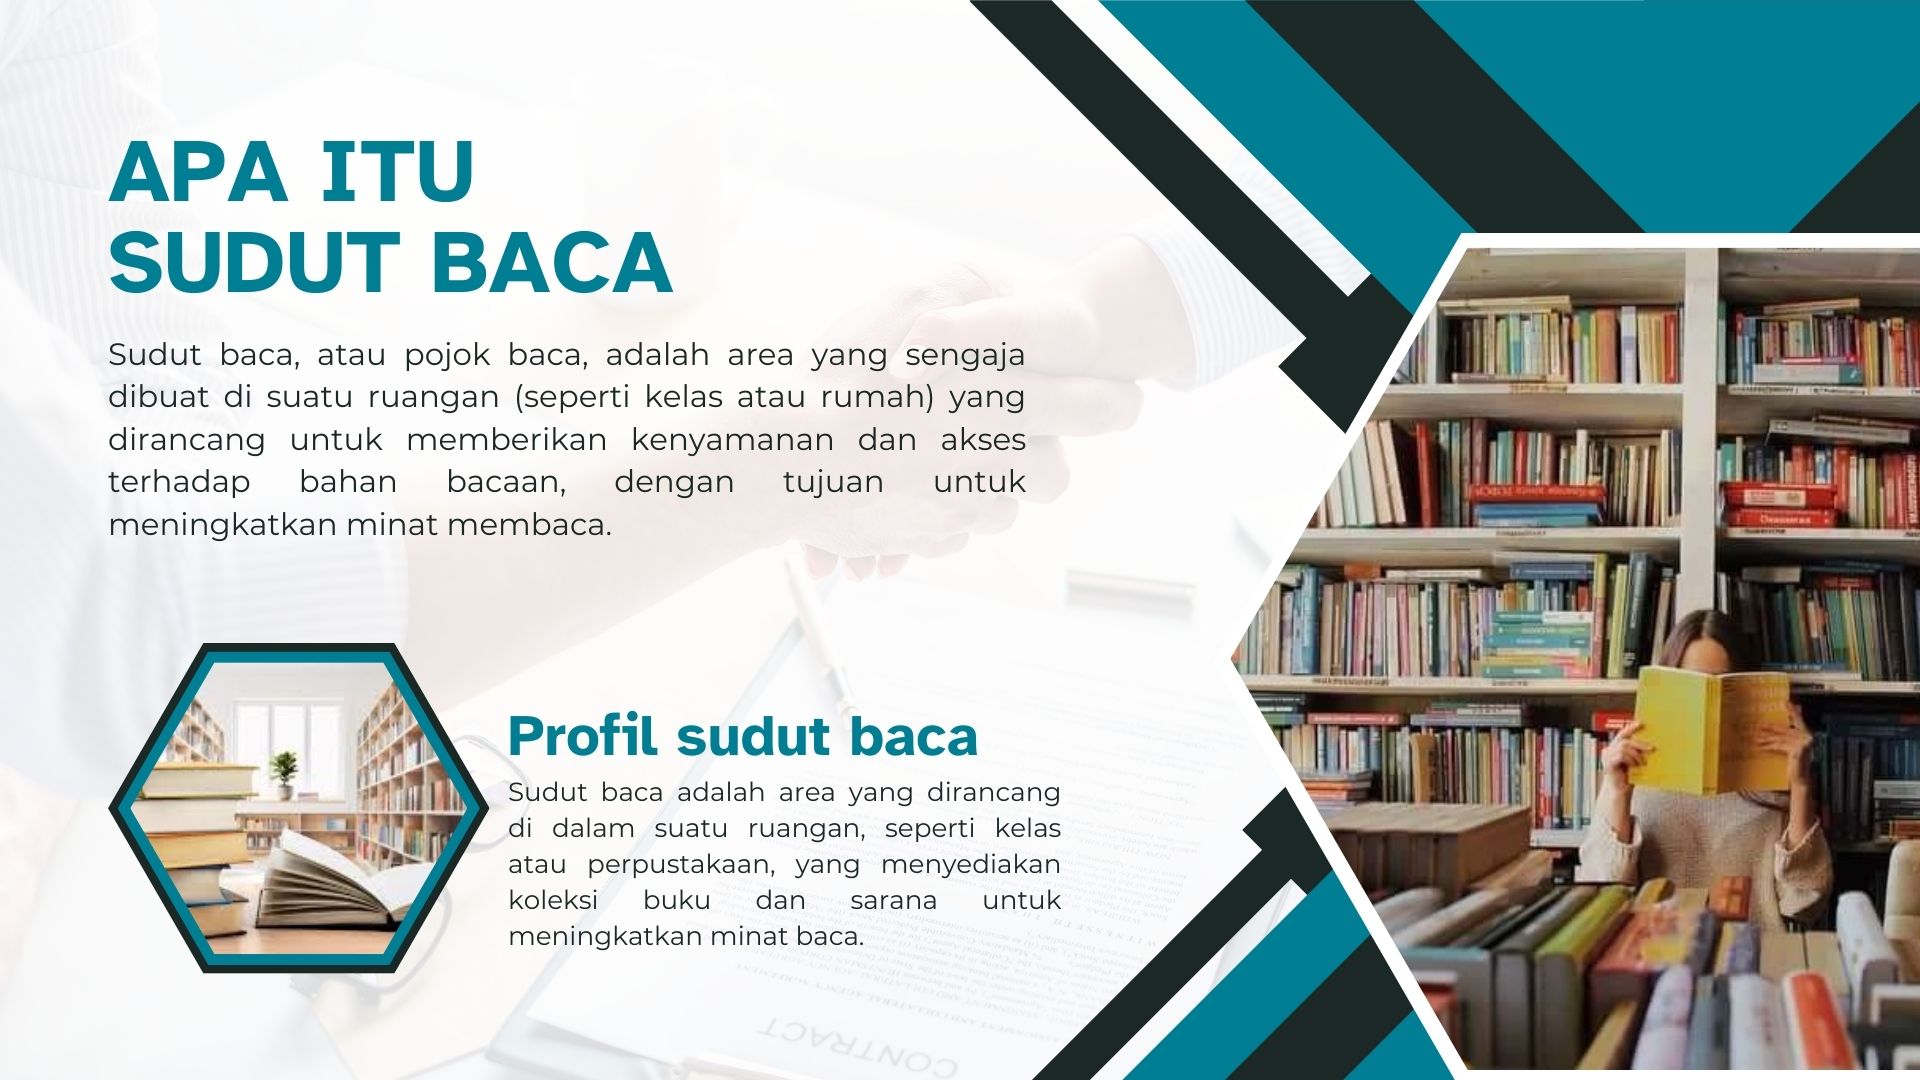 APA ITU
SUDUT BACA
Sudut baca, atau pojok baca, adalah area yang sengaja
dibuat di suatu ruangan (seperti kelas atau rumah) yang
dirancang untuk memberikan kenyamanan dan akses
terhadap bahan bacaan, dengan tujuan untuk
meningkatkan minat membaca.
Profil sudut baca
Sudut baca adalah area yang dirancang
di dalam suatu ruangan, seperti kelas
atau perpustakaan, yang menyediakan
koleksi buku dan sarana untuk
meningkatkan minat baca.
CONTRACT